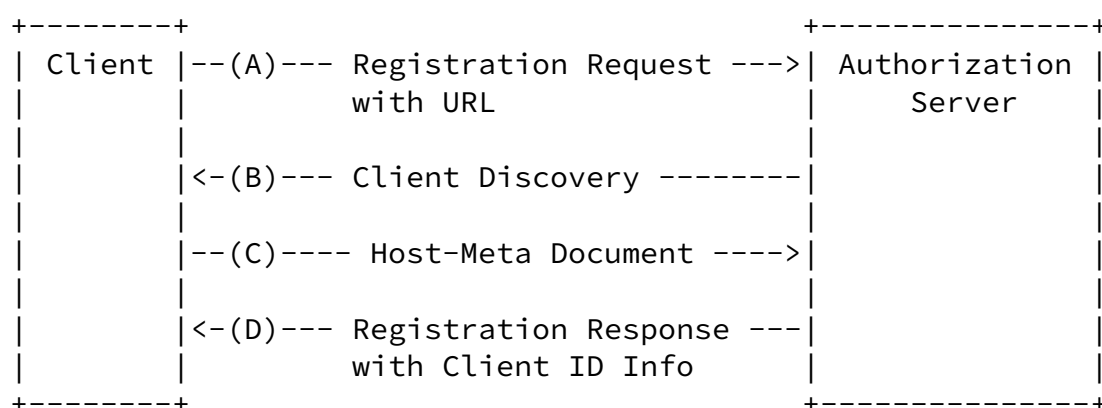 +--------+                               +---------------+
| Client |--(A)--- Registration Request --->| Authorization |
|        |         with URL                 |    Server     |
|        |                                  |               |
|        |<-(B)--- Client Discovery --------|               |
|        |                                  |               |
|        |--(C)---- Host-Meta Document ---->|               |
|        |                                  |               |
|        |<-(D)--- Registration Response ---|               |
|        |         with Client ID Info      |               |
+--------+                               +---------------+